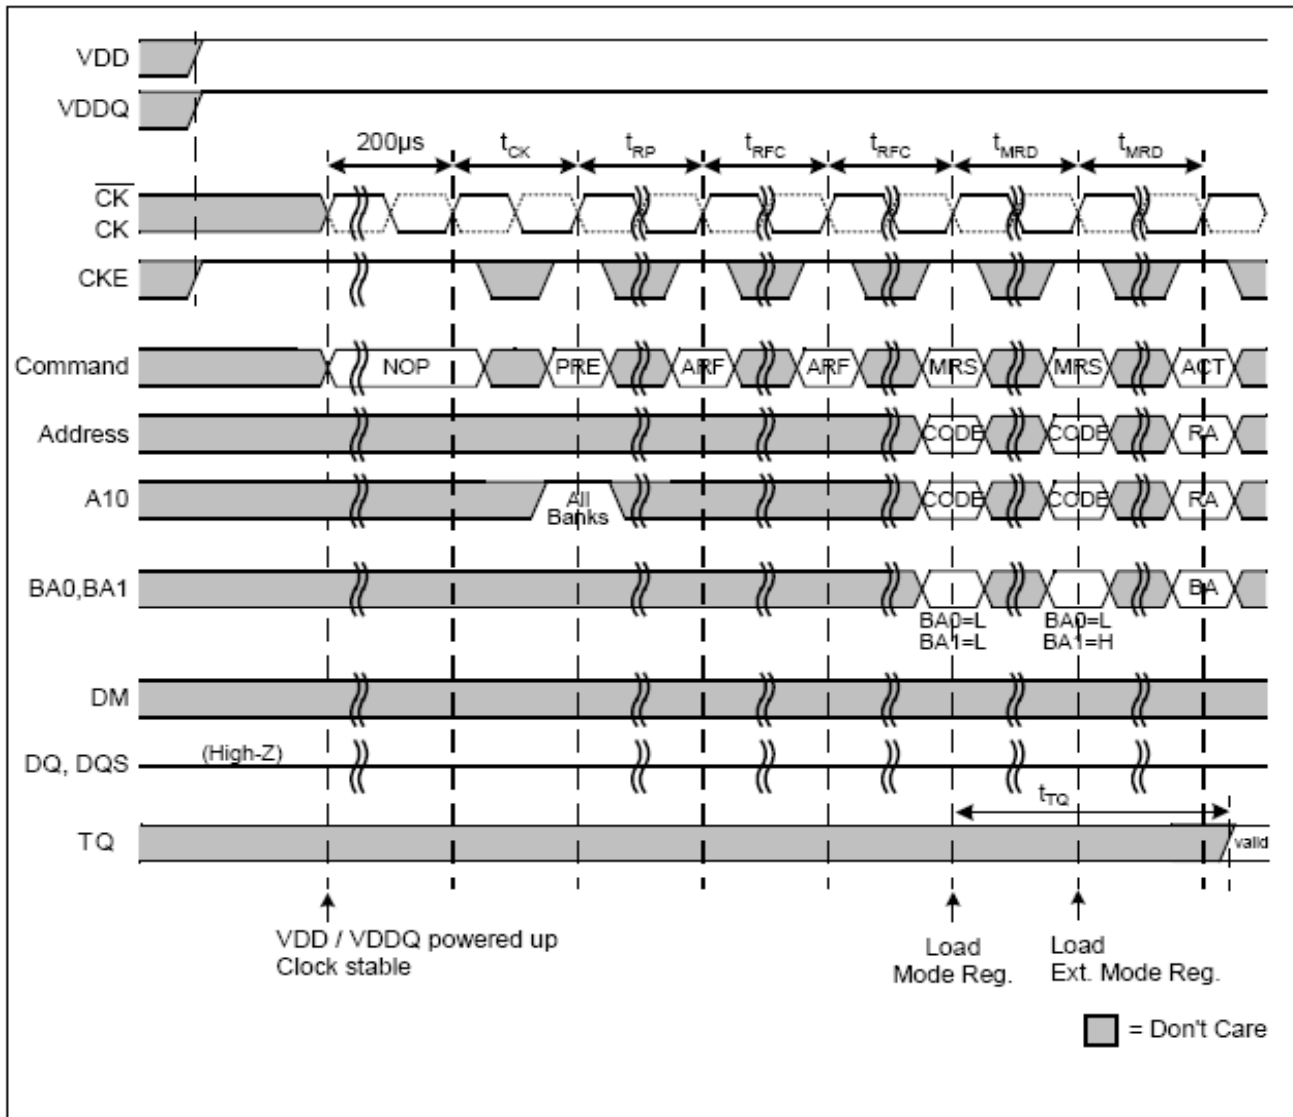 VDD
VDDQ
200µs tCK tRP tRFC tRFC tMRD tMRD
CK
CK
CKE
Command NOP PRE ARF ARF MRS MRS ACT
Address CODE CODE RA
A10 All Banks CODE CODE RA
BA0,BA1 BA
BA0=L BA0=L
BA1=L BA1=H
DM
DQ, DQS (High-Z)
tTQ
TQ valid
VDD / VDDQ powered up
Clock stable
Load
Mode Reg.
Load
Ext. Mode Reg.
= Don't Care